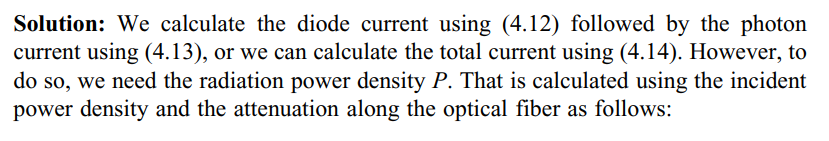 Solution: We calculate the diode current using (4.12) followed by the photon
current using (4.13), or we can calculate the total current using (4.14). However, to
do so, we need the radiation power density P. That is calculated using the incident
power density and the attenuation along the optical fiber as follows: